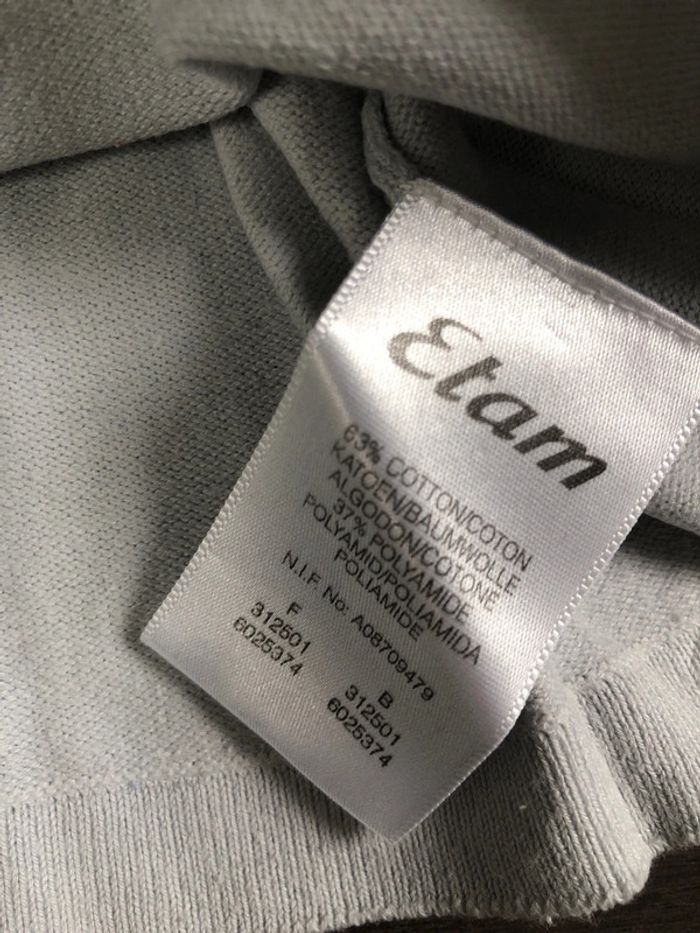 Etam
63% COTTON/COTON
KATOEN/BAUMWOLLE
ALGODON/COTONE
37% POLYAMIDE
POLYAMID/POLIAMIDA
POLIAMIDE
N.I.F. No: A08709479
F
312501
6025374
B
312501
6025374